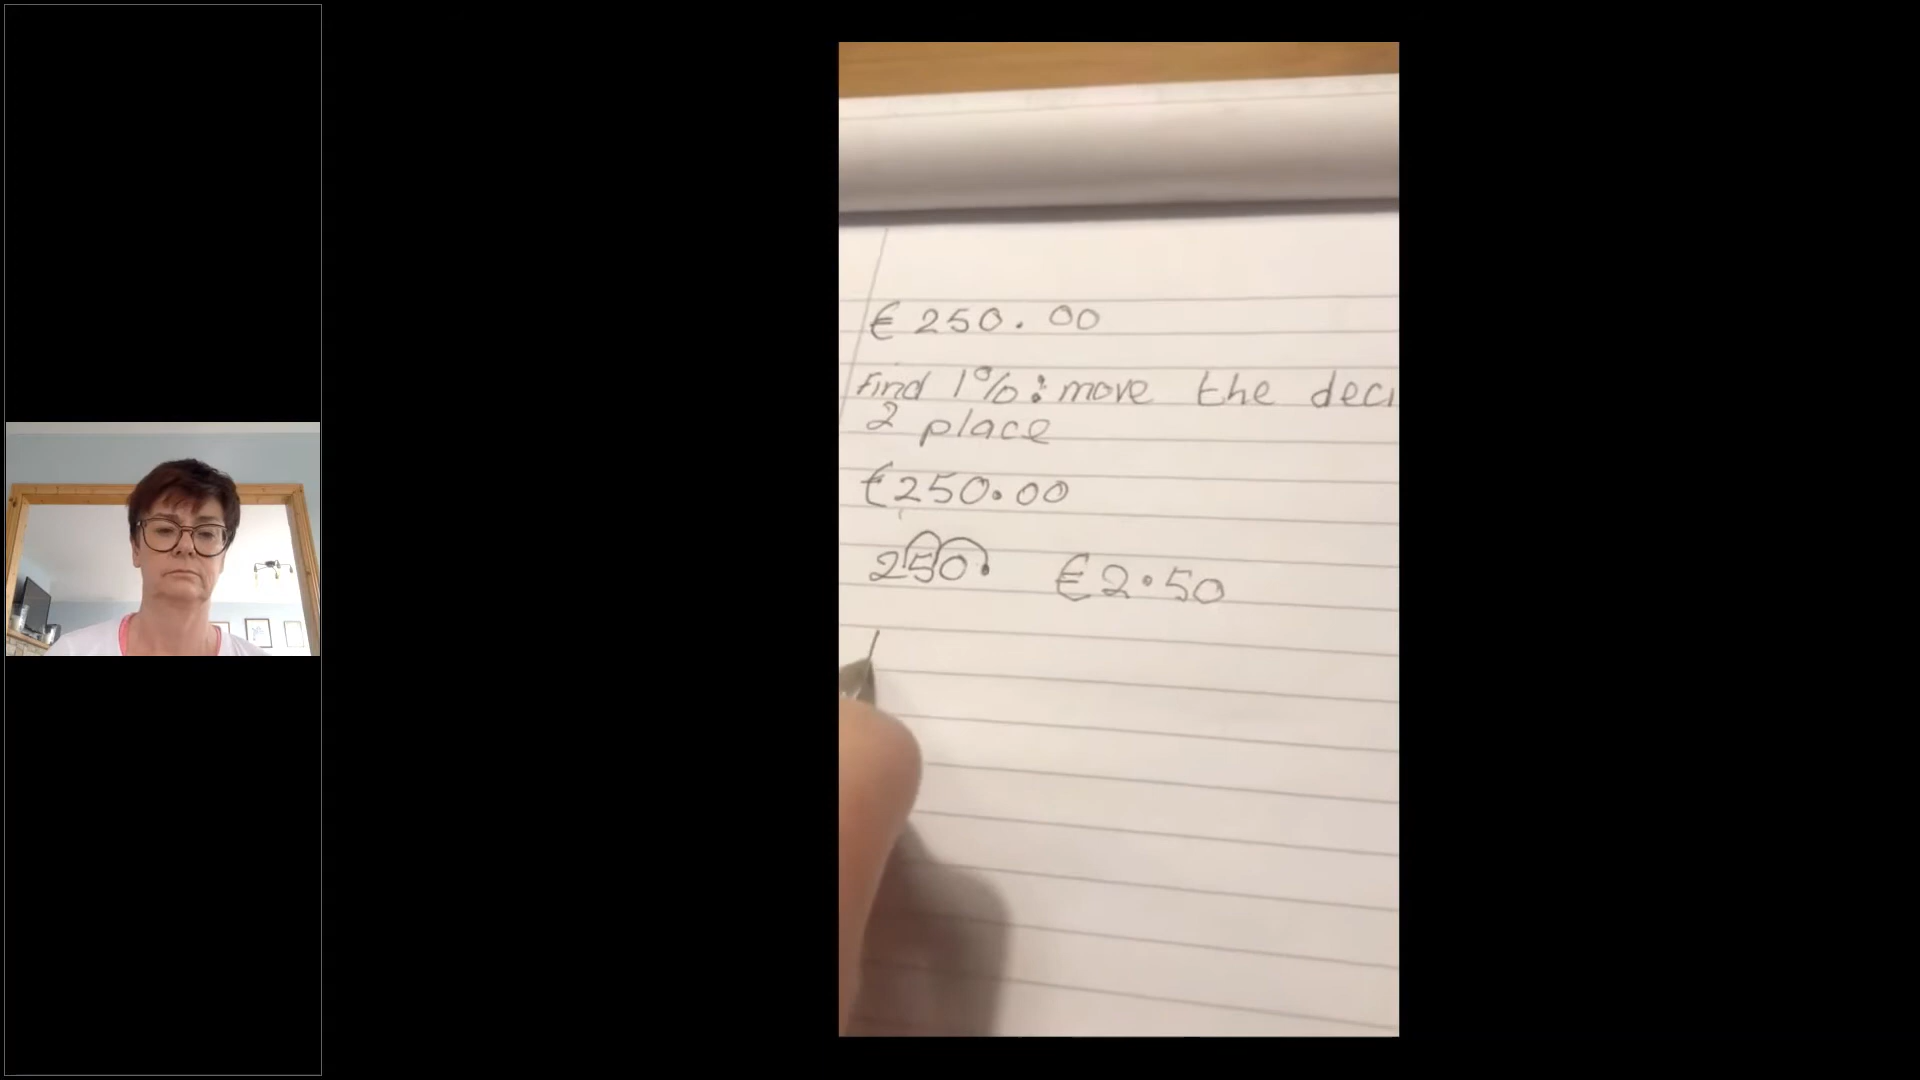 € 250.00
Find 1%: move the deci
2 place
€250.00
250.   €2.50